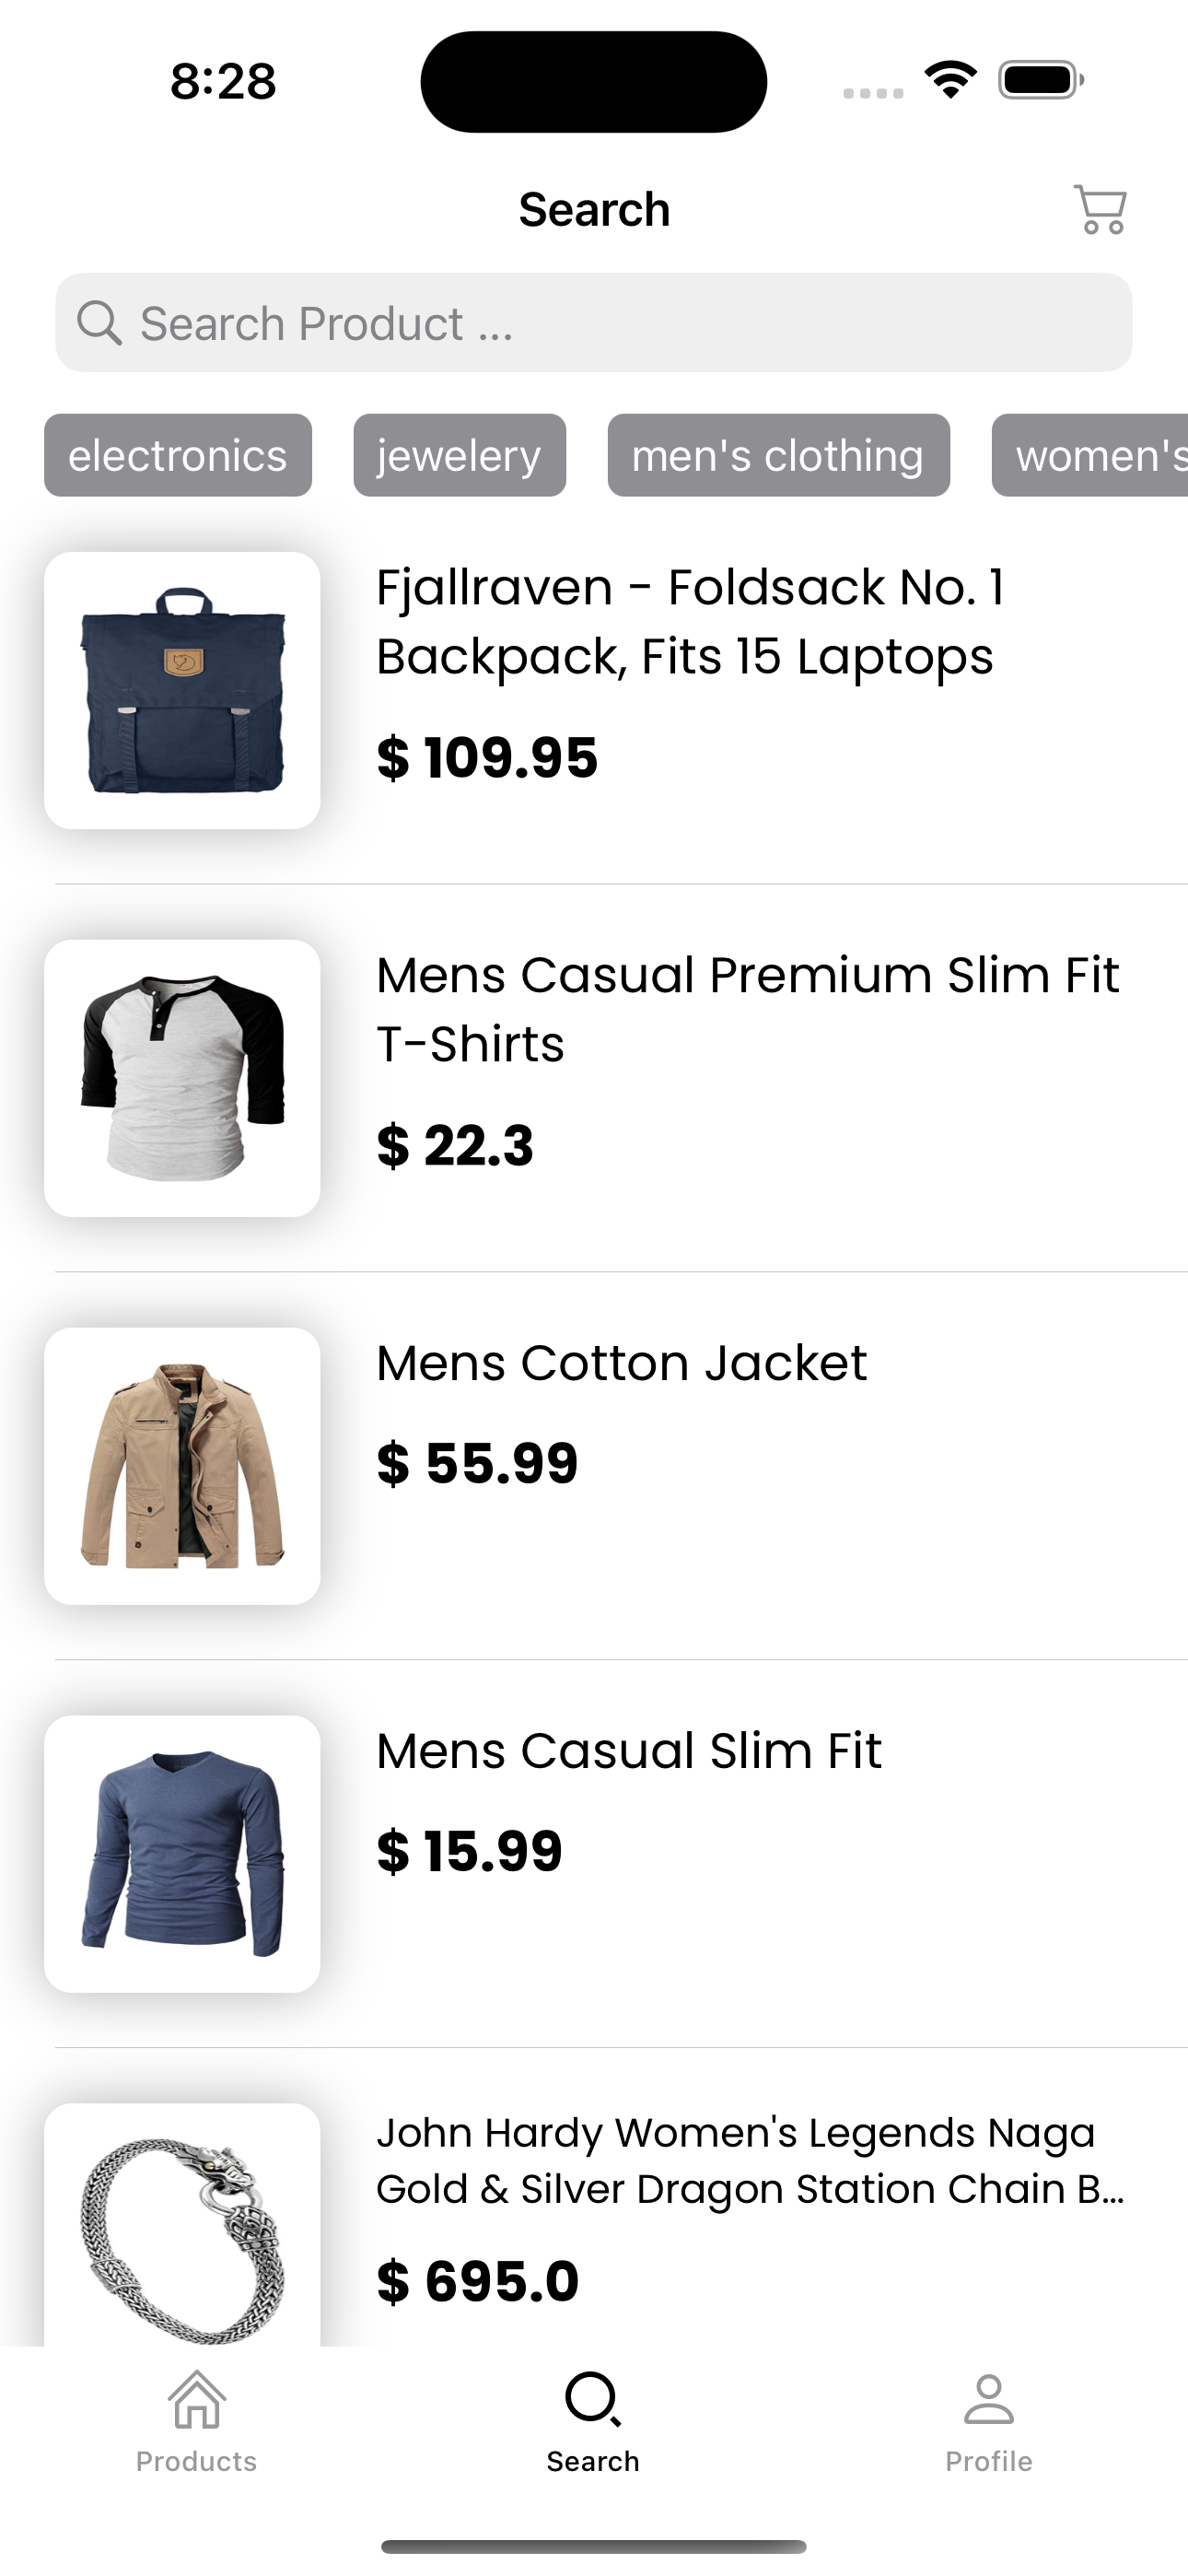 8:28
Search
Search Product ...
electronics
jewelery
men's clothing
women's
Fjallraven - Foldsack No. 1
Backpack, Fits 15 Laptops
$ 109.95
Mens Casual Premium Slim Fit
T-Shirts
$ 22.3
Mens Cotton Jacket
$ 55.99
Mens Casual Slim Fit
$ 15.99
John Hardy Women's Legends Naga
Gold & Silver Dragon Station Chain B...
$ 695.0
Products
Search
Profile